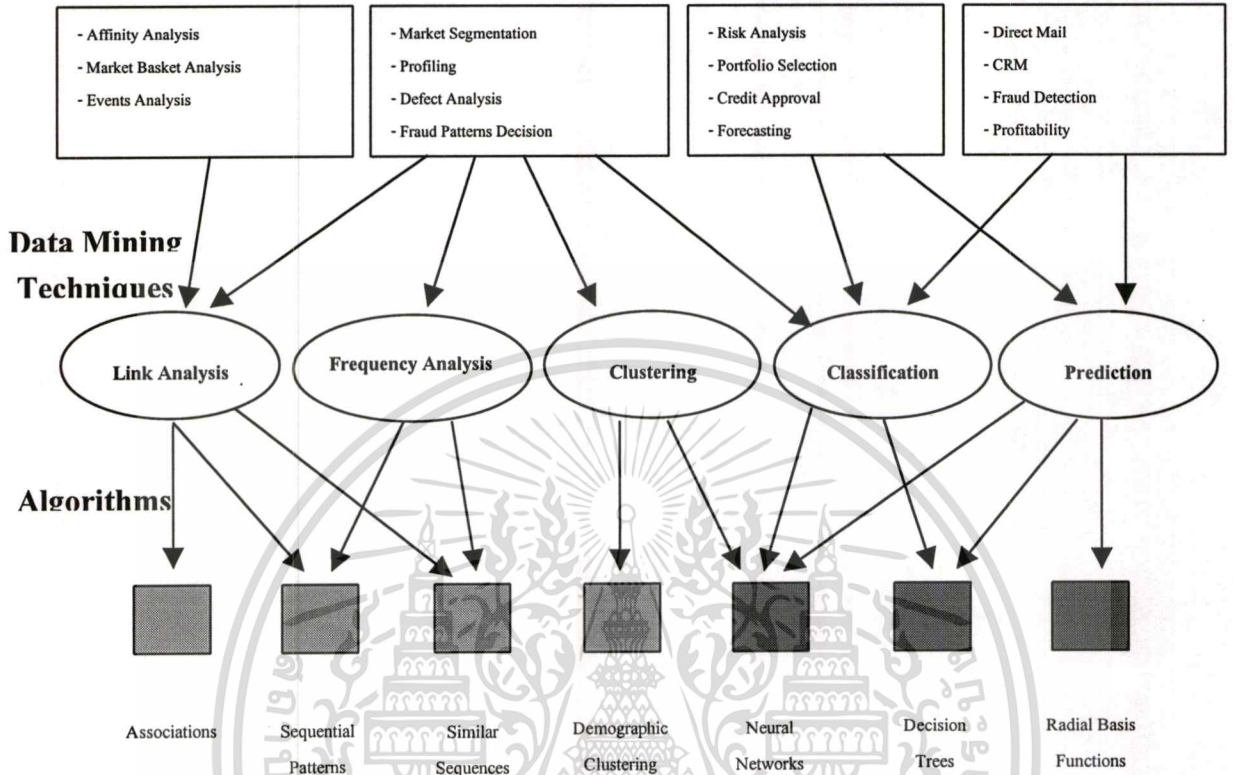 - Affinity Analysis
- Market Basket Analysis
- Events Analysis
- Market Segmentation
- Profiling
- Defect Analysis
- Fraud Patterns Decision
- Risk Analysis
- Portfolio Selection
- Credit Approval
- Forecasting
- Direct Mail
- CRM
- Fraud Detection
- Profitability
Data Mining
Techniques
Link Analysis
Frequency Analysis
Clustering
Classification
Prediction
Algorithms
Associations
Sequential
Patterns
Similar
Sequences
Demographic
Clustering
Neural
Networks
Decision
Trees
Radial Basis
Functions